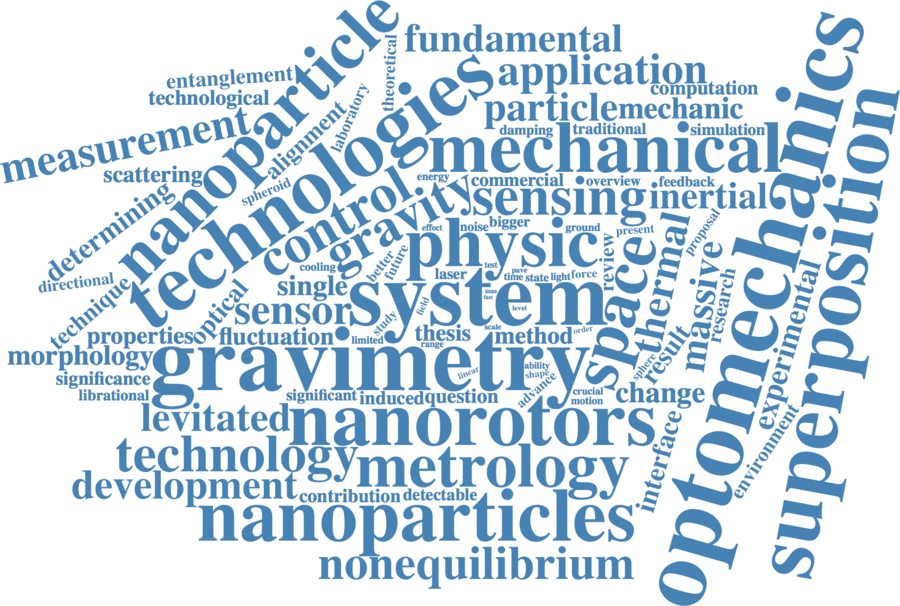 fundamental
nanoparticle
theoretical
entanglement
technological
application
computation
technologies
particle
mechanic
optomechanics
superposition
measurement
alignment
laboratory
damping
traditional
simulation
mechanical
scattering
spheroid
energy
commercial
overview
feedback
determining
control
gravity
sensing
inertial
directional
effect
noise
bigger
ground
present
proposal
physic
review
space
thermal
massive
research
cooling
better
future
laser
test
pave
time
state
light
force
technique
optical
single
system
mas
fast
level
field
study
sensor
properties
fluctuation
limited
thesis
range
scale
method
order
result
experimental
morphology
gravimetry
linear
ability
shape
sphere
significance
librational
significant
induced
question
advance
crucial
motion
change
levitated
nanorotors
interface
environment
technology
metrology
development
contribution
detectable
nanoparticles
nonequilibrium